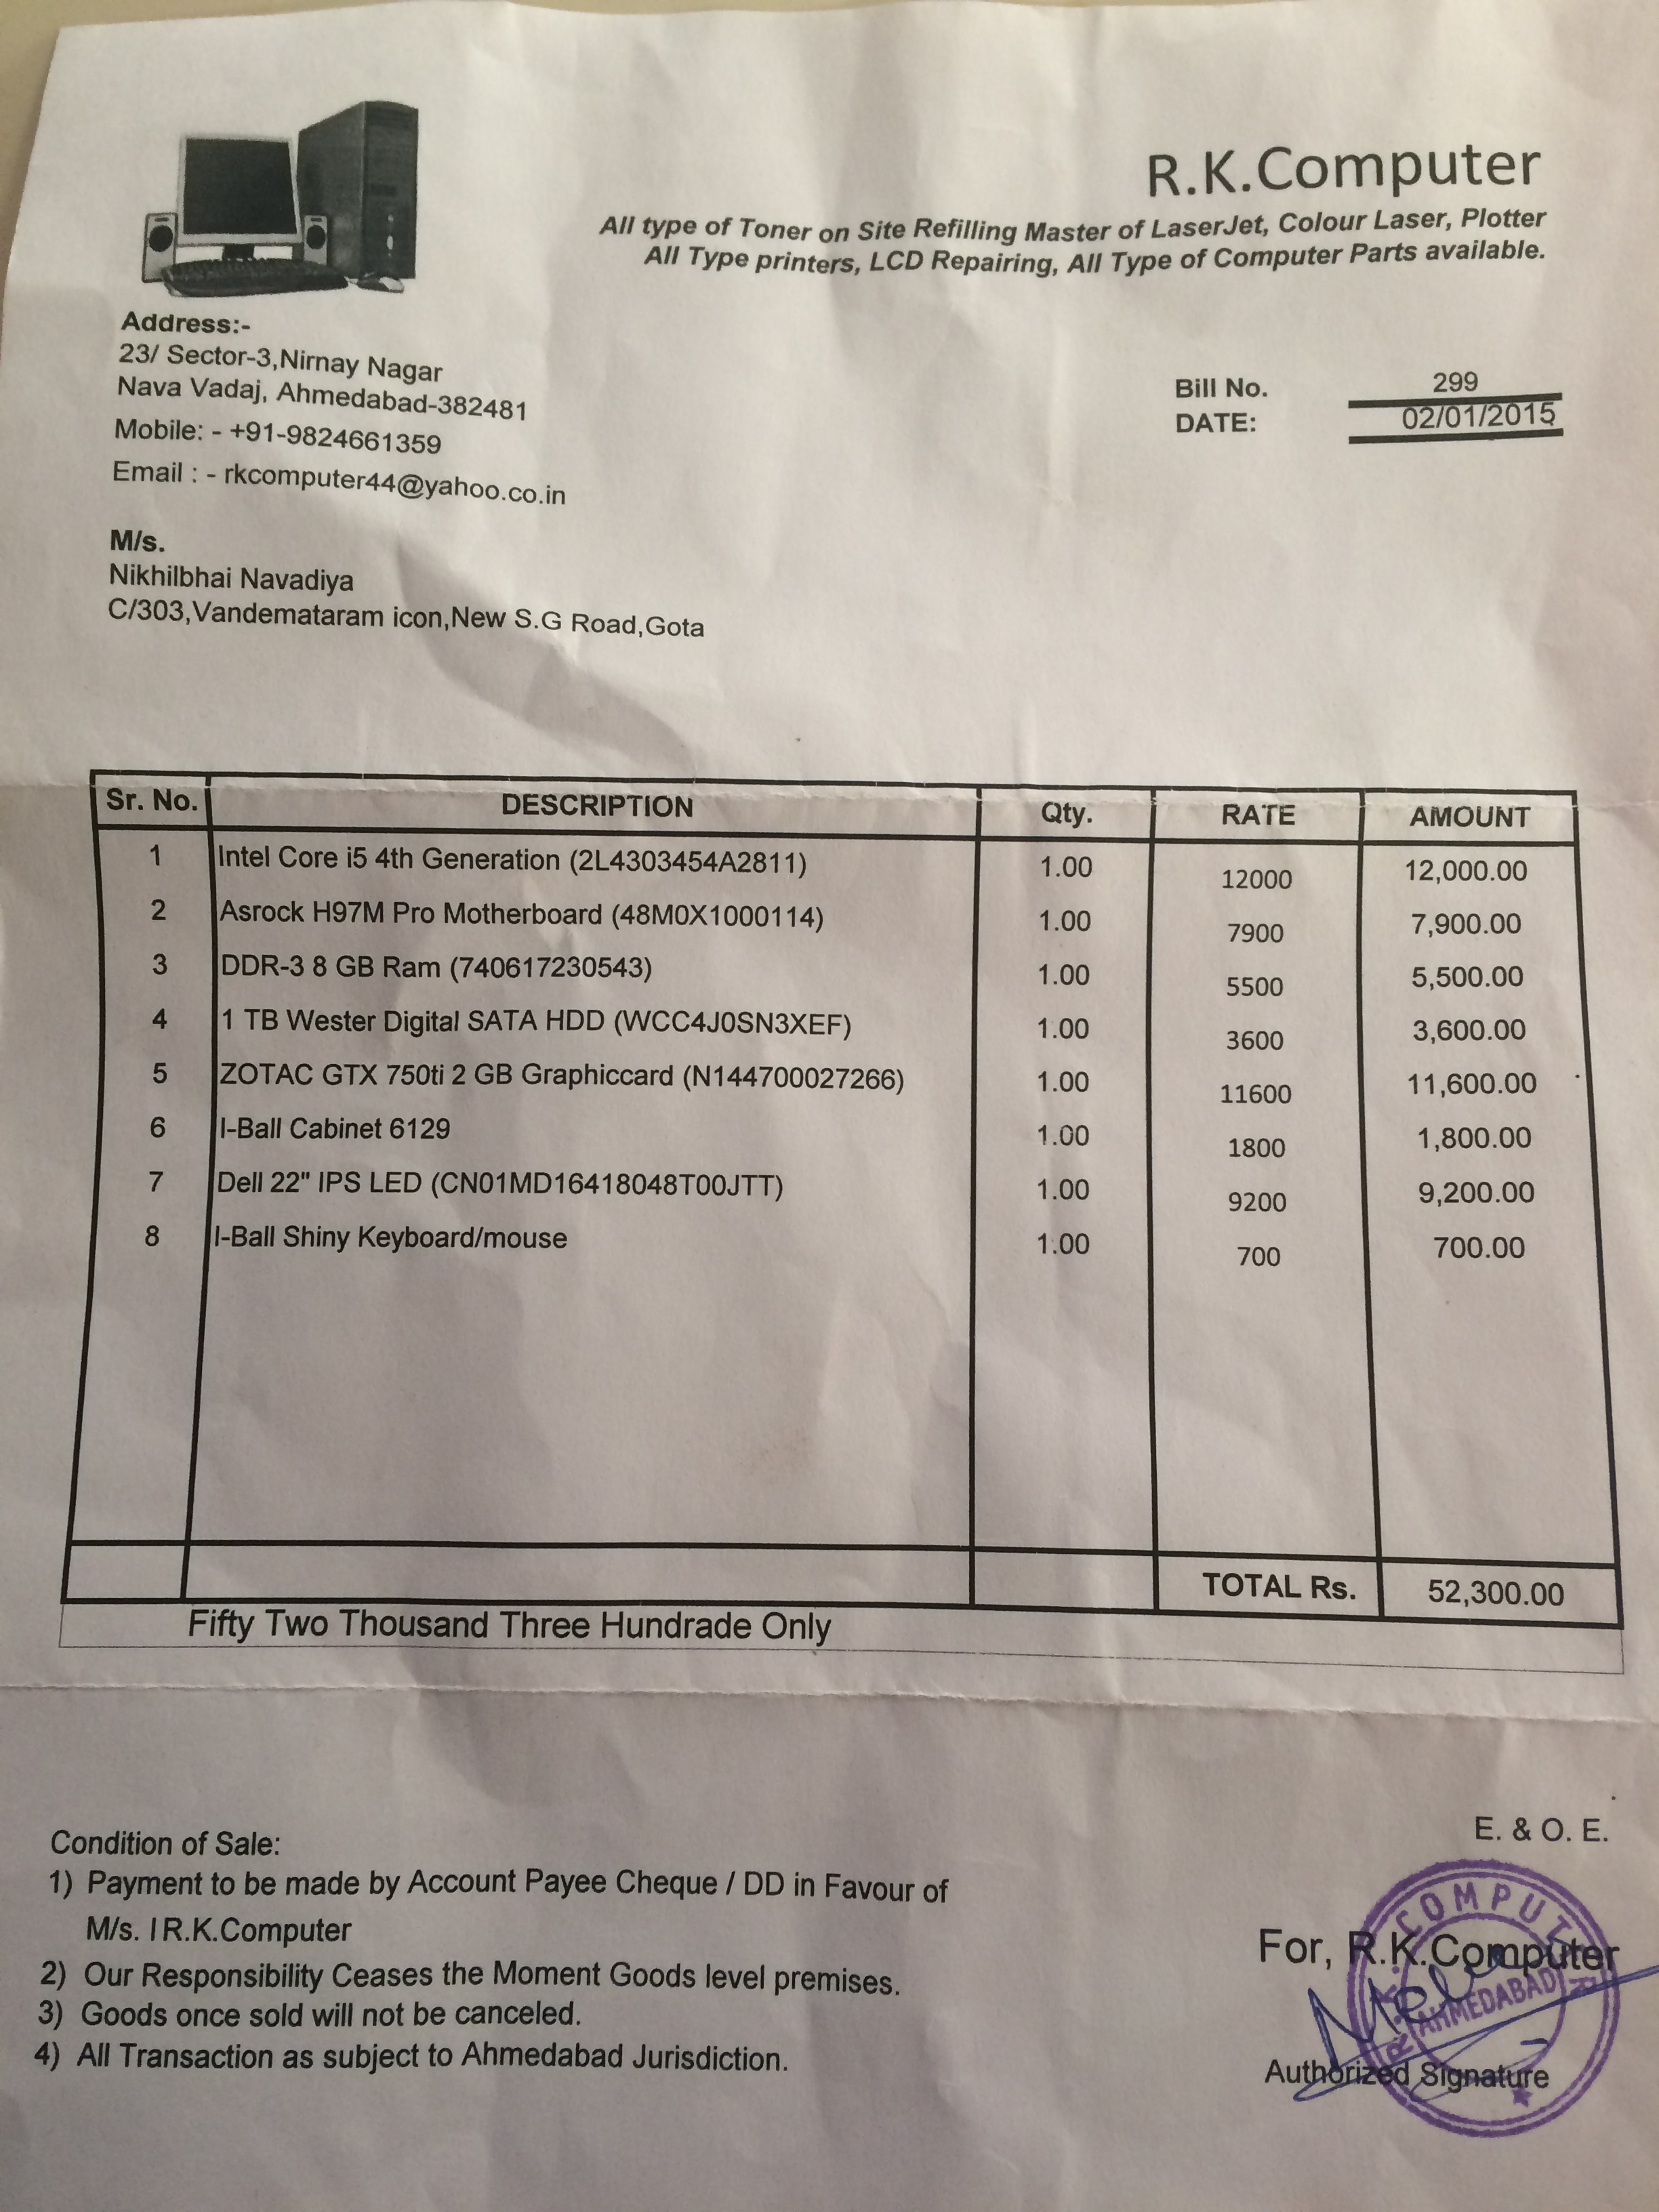 R.K.Computer
All type of Toner on Site Refilling Master of LaserJet, Colour Laser, Plotter
All Type printers, LCD Repairing, All Type of Computer Parts available.
Address:-
23/ Sector-3,Nirnay Nagar
Nava Vadaj, Ahmedabad-382481
Mobile: - +91-9824661359
Email : - rkcomputer44@yahoo.co.in
Bill No. 299
DATE: 02/01/2015
M/s.
Nikhilbhai Navadiya
C/303,Vandemataram icon,New S.G Road,Gota
Sr. No. DESCRIPTION Qty. RATE AMOUNT
1 Intel Core i5 4th Generation (2L4303454A2811) 1.00 12000 12,000.00
2 Asrock H97M Pro Motherboard (48M0X1000114) 1.00 7900 7,900.00
3 DDR-3 8 GB Ram (740617230543) 1.00 5500 5,500.00
4 1 TB Wester Digital SATA HDD (WCC4J0SN3XEF) 1.00 3600 3,600.00
5 ZOTAC GTX 750ti 2 GB Graphiccard (N144700027266) 1.00 11600 11,600.00
6 I-Ball Cabinet 6129 1.00 1800 1,800.00
7 Dell 22" IPS LED (CN01MD16418048T00JTT) 1.00 9200 9,200.00
8 I-Ball Shiny Keyboard/mouse 1.00 700 700.00
TOTAL Rs. 52,300.00
Fifty Two Thousand Three Hundrade Only
E. & O. E.
Condition of Sale:
1) Payment to be made by Account Payee Cheque / DD in Favour of
M/s. I R.K.Computer
2) Our Responsibility Ceases the Moment Goods level premises.
3) Goods once sold will not be canceled.
4) All Transaction as subject to Ahmedabad Jurisdiction.
For, R.K.Computer
R. K. COMPUTER
AHMEDABAD
Authorized Signature